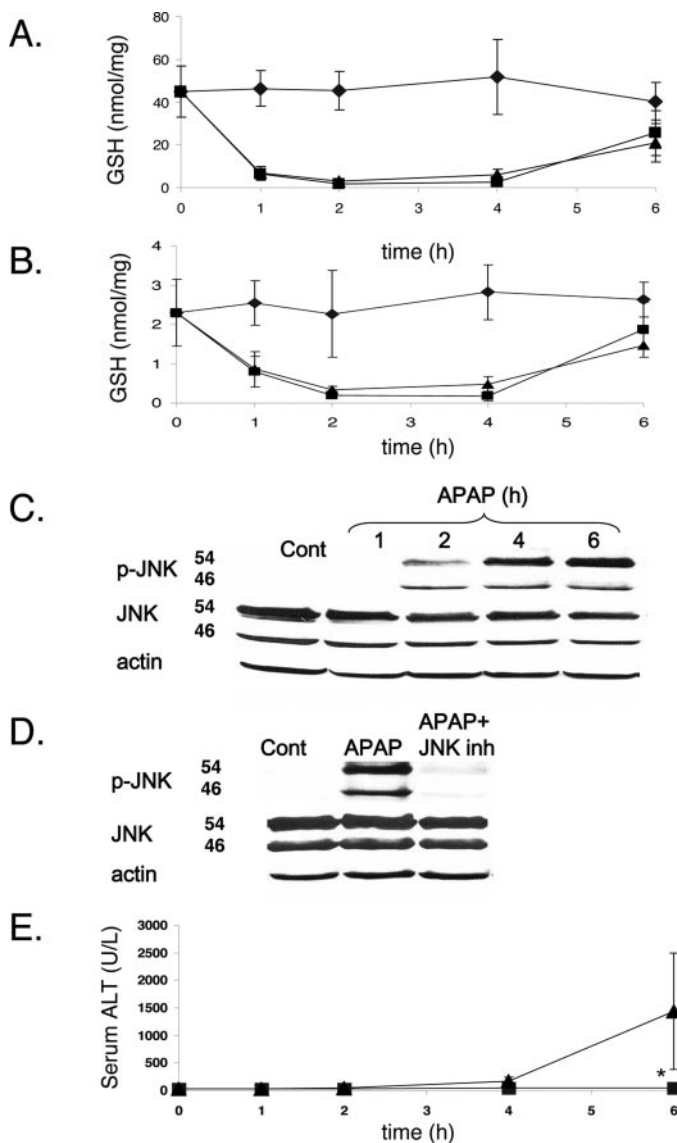 A.
GSH (nmol/mg)
80
60
40
20
0
0 1 2 3 4 5 6
time (h)
B.
GSH (nmol/mg)
4
3
2
1
0
0 1 2 3 4 5 6
time (h)
C.
APAP (h)
Cont 1 2 4 6
p-JNK 54
46
JNK 54
46
actin
D.
Cont APAP APAP+
JNK inh
p-JNK 54
46
JNK 54
46
actin
E.
Serum ALT (U/L)
3000
2500
2000
1500
1000
500
0
*
0 1 2 3 4 5 6
time (h)